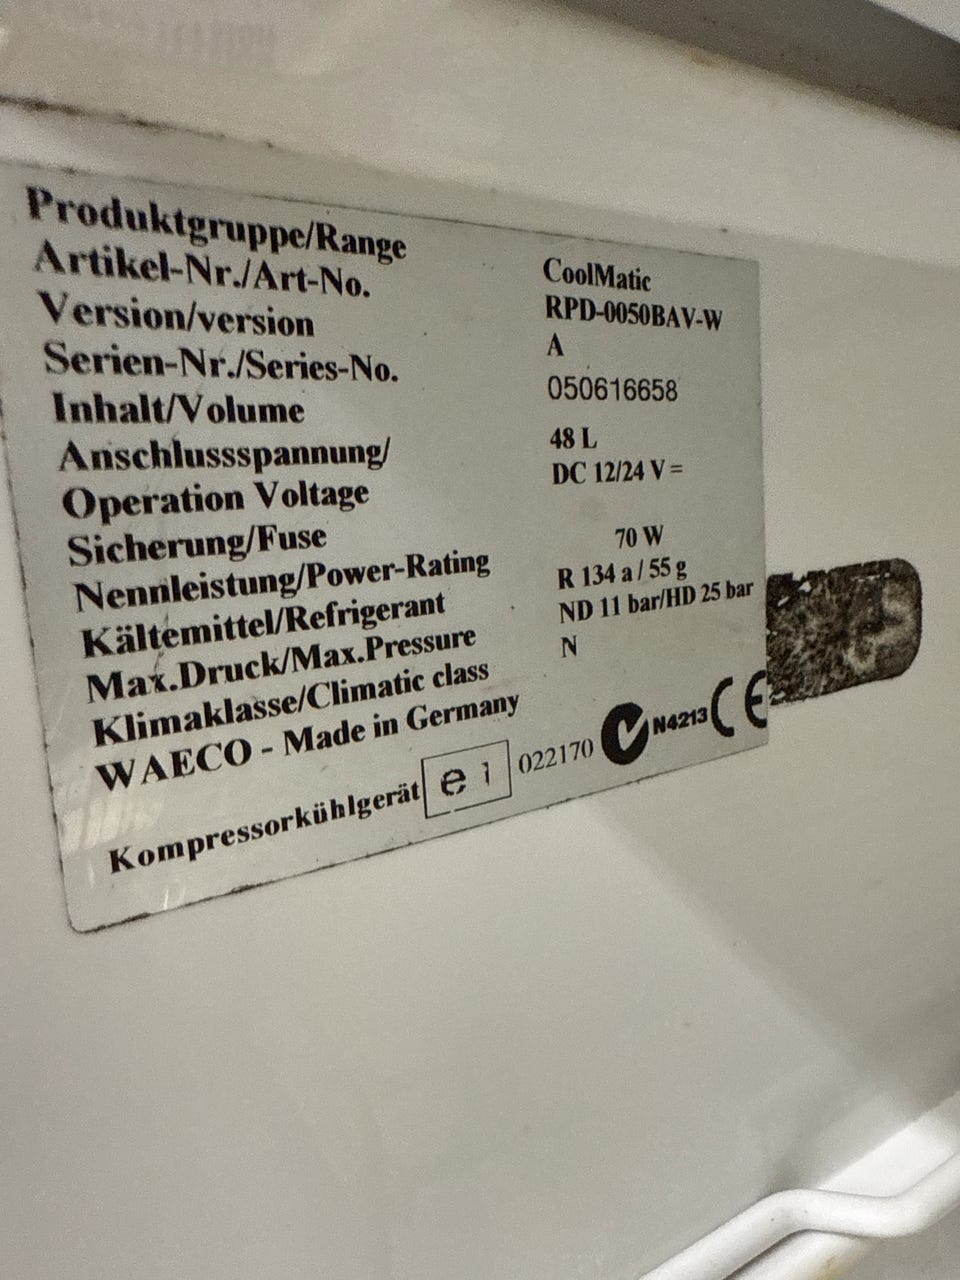 Produktgruppe/Range CoolMatic
Artikel-Nr./Art-No. RPD-0050BAV-W
Version/version A
Serien-Nr./Series-No. 050616658
Inhalt/Volume 48 L
Anschlussspannung/ DC 12/24 V =
Operation Voltage
Sicherung/Fuse
Nennleistung/Power-Rating 70 W
Kältemittel/Refrigerant R 134 a / 55 g
Max.Druck/Max.Pressure ND 11 bar/HD 25 bar
Klimaklasse/Climatic class N
WAECO - Made in Germany
Kompressorkühlgerät e1 022170 N4213 CE